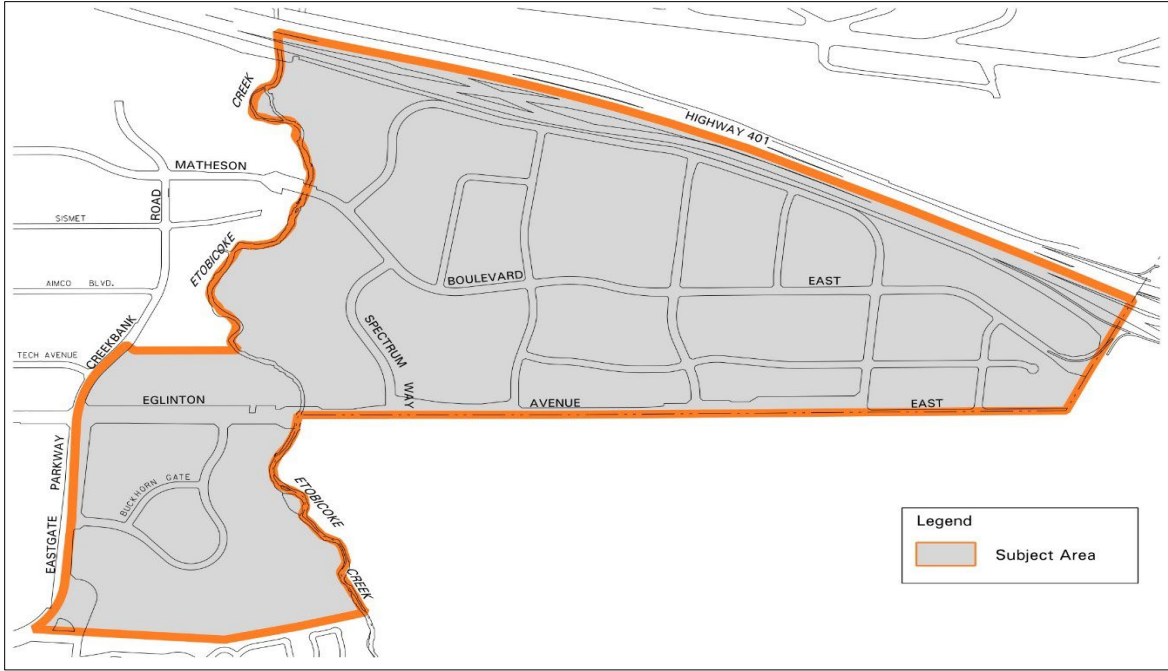 CREEK
HIGHWAY 401
MATHESON
ROAD
SISMET
ETOBICOKE
BOULEVARD
EAST
AIMCO BLVD.
SPECTRUM
WAY
CREEKBANK
TECH AVENUE
EGLINTON
AVENUE
EAST
PARKWAY
EASTGATE
BUCKHORN GATE
ETOBICOKE
CREEK
Legend
Subject Area